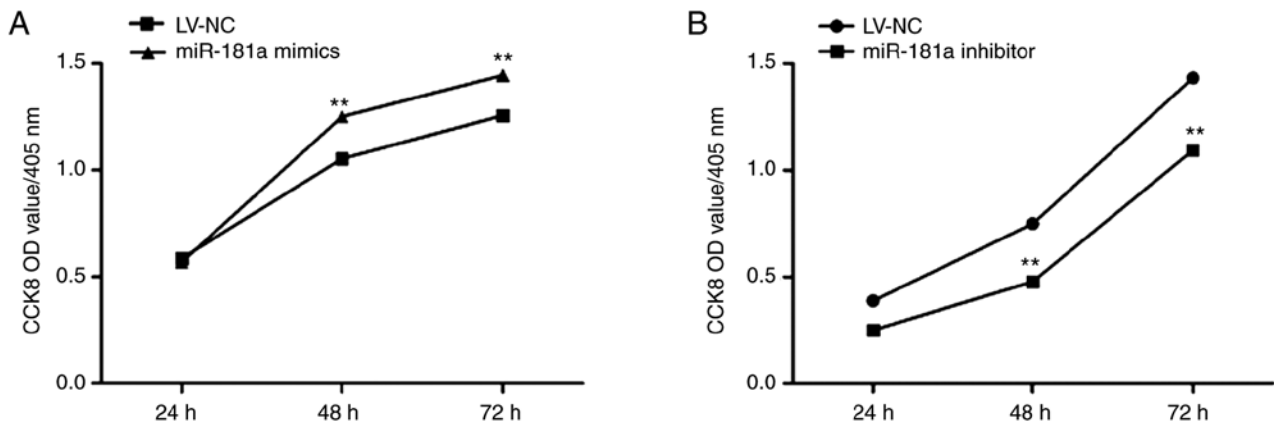 A
LV-NC
miR-181a mimics
CCK8 OD value/405 nm
1.5
1.0
0.5
0.0
**
**
24 h
48 h
72 h
B
LV-NC
miR-181a inhibitor
CCK8 OD value/405 nm
1.5
1.0
0.5
0.0
**
**
24 h
48 h
72 h